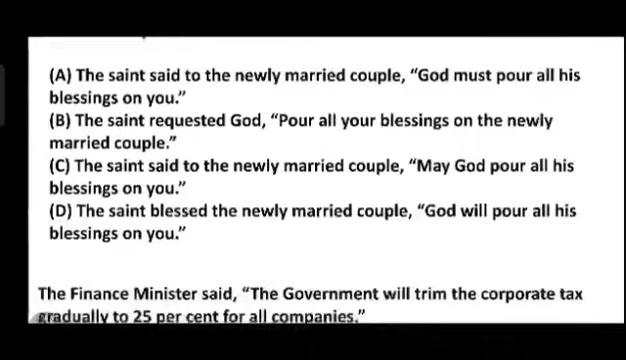 (A) The saint said to the newly married couple, “God must pour all his
blessings on you.”
(B) The saint requested God, “Pour all your blessings on the newly
married couple.”
(C) The saint said to the newly married couple, “May God pour all his
blessings on you.”
(D) The saint blessed the newly married couple, “God will pour all his
blessings on you.”
The Finance Minister said, “The Government will trim the corporate tax
gradually to 25 per cent for all companies.”